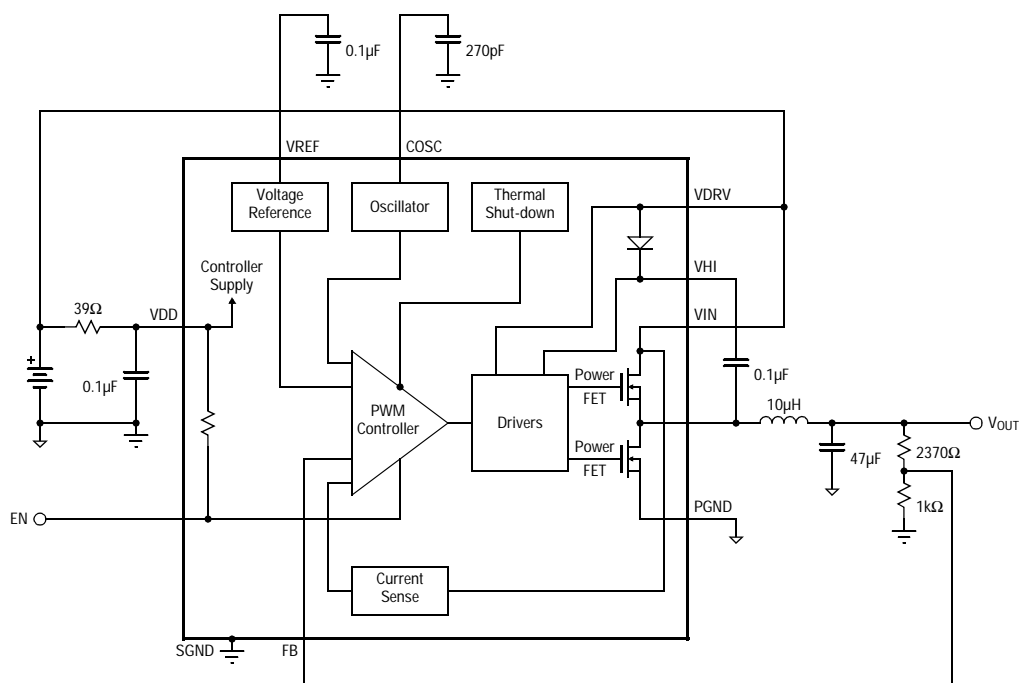 0.1µF
270pF
VREF
COSC
Voltage
Reference
Oscillator
Thermal
Shut-down
VDRV
Controller
Supply
VHI
39Ω
VDD
VIN
+
0.1µF
Power
FET
0.1µF
PWM
Controller
Drivers
10µH
VOUT
Power
FET
47µF
2370Ω
1kΩ
EN
PGND
Current
Sense
SGND
FB